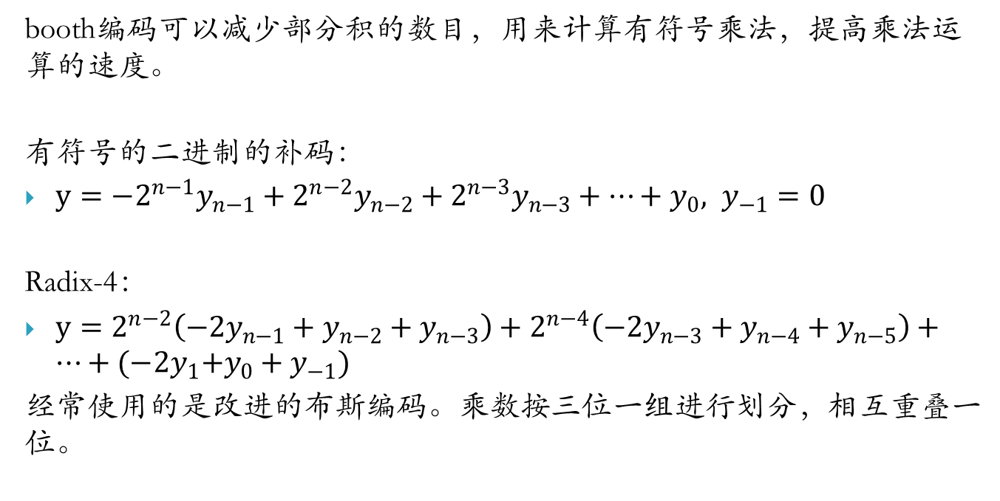 booth编码可以减少部分积的数目，用来计算有符号乘法，提高乘法运
算的速度。
有符号的二进制的补码：
y = −2^{n−1}y_{n−1} + 2^{n−2}y_{n−2} + 2^{n−3}y_{n−3} + ⋯ + y_0, y_{−1} = 0
Radix-4：
y = 2^{n−2}(−2y_{n−1} + y_{n−2} + y_{n−3}) + 2^{n−4}(−2y_{n−3} + y_{n−4} + y_{n−5}) +
⋯ + (−2y_1+y_0 + y_{−1})
经常使用的是改进的布斯编码。乘数按三位一组进行划分，相互重叠一
位。